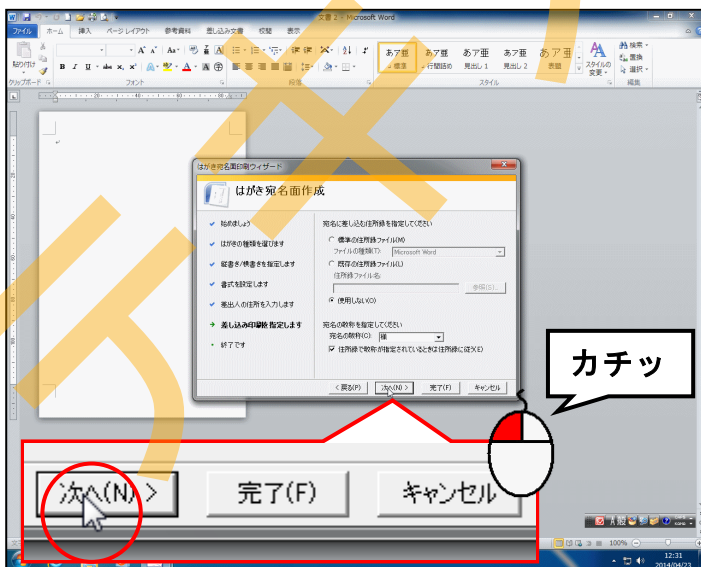 文書 2 - Microsoft Word
ファイル ホーム 挿入 ページ レイアウト 参考資料 差し込み文書 校閲 表示
あア亜 あア亜 あア亜 あア亜 あア亜
標準 行間詰め 見出し 1 見出し 2 表題
スタイルの変更
検索
置換
選択
貼り付け
クリップボード フォント 段落 スタイル 編集
はがき宛名面印刷ウィザード
はがき宛名面作成
始めましょう
はがきの種類を選びます
縦書き/横書きを指定します
書式を設定します
差出人の住所を入力します
差し込み印刷を指定します
終了です
宛名に差し込む住所録を指定してください
標準の住所録ファイル(M)
ファイルの種類(T): Microsoft Word
既存の住所録ファイル(L)
住所録ファイル名:
参照(S)...
使用しない(O)
宛名の敬称を指定してください
宛名の敬称(C): 様
住所録で敬称が指定されているときは住所録に従う(E)
< 戻る(P) 次へ(N) > 完了(F) キャンセル
カチッ
次へ(N) > 完了(F) キャンセル
100%
12:31
2014/04/23